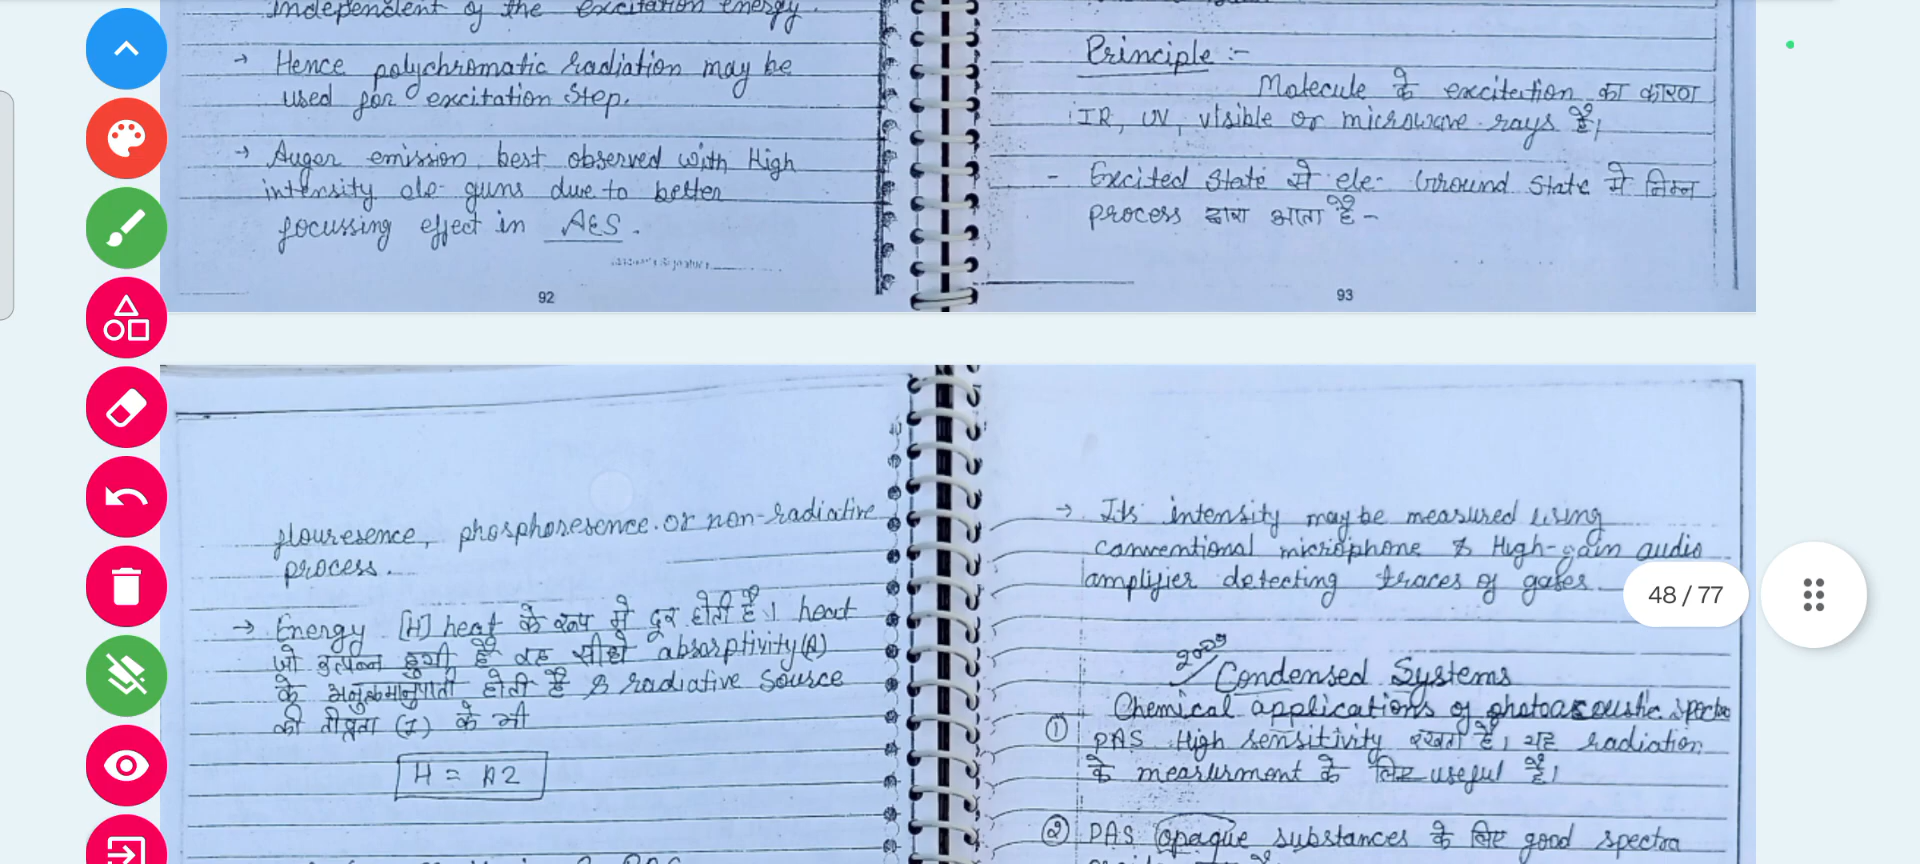 independent of the excitation energy.
→ Hence polychromatic radiation may be
used for excitation step.
→ Auger emission best observed with High
intensity ele- guns due to better
focussing effect in AES.
92
Principle :-
Molecule के excitation का कारण
IR, UV, visible or microwave rays है।
- Excited State से ele- Ground State में निम्न
process द्वारा आता है -
93
flouresence, phosphoresence. or non-radiative
process.
→ Energy [H] heat के रूप में दूर होती है। heat
जो उत्पन्न हुयी है वह सीधे absorptivity (A)
के अनुक्रमानुपाती होती है & radiative Source
की तीव्रता (I) के भी
H =
→ Its intensity may be measured using
conventional microphone & High-gain audio
amplifier detecting traces of gases.
48 / 77
Condensed Systems
Chemical applications of photoacoustic spectro
① PAS High sensitivity रखता है। यह radiation
के measurment के लिए useful है।
② PAS opaque substances के लिए good spectra